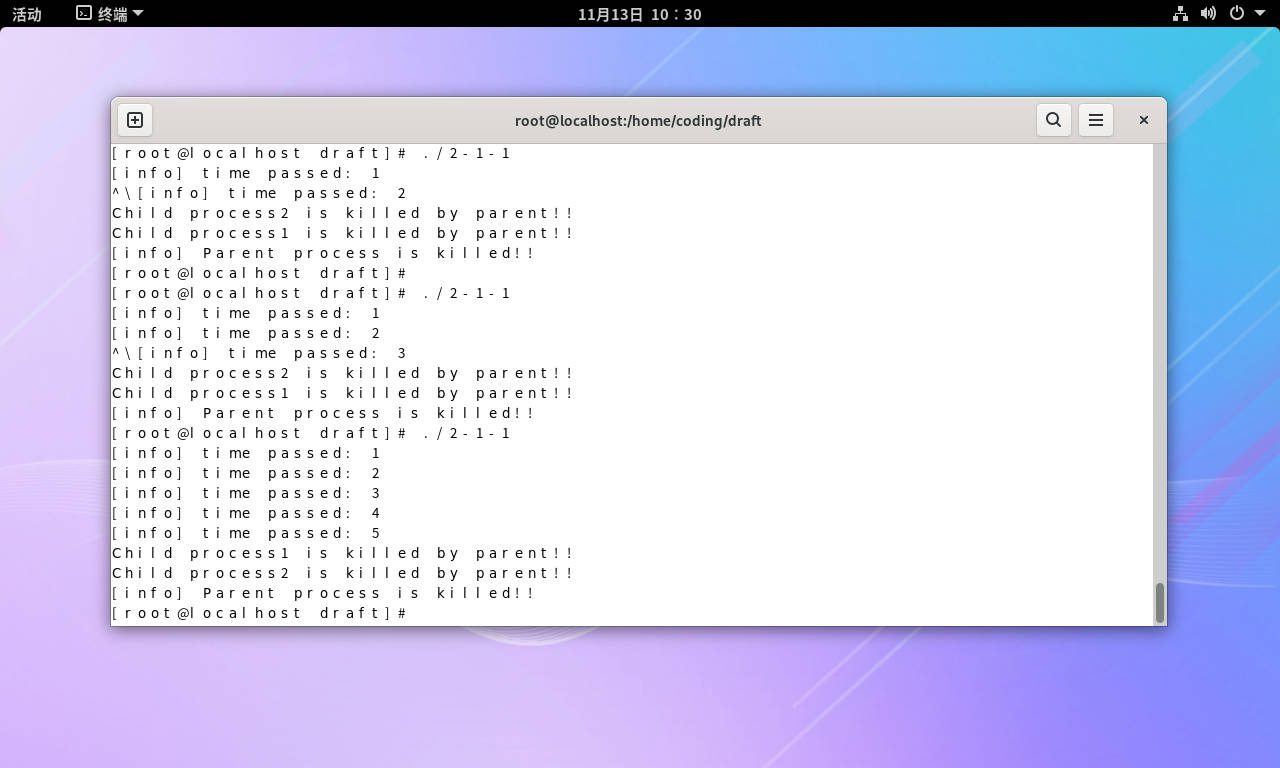 活动 终端 11月13日 10：30
root@localhost:/home/coding/draft
[root@localhost draft]# ./2-1-1
[info] time passed: 1
^\[info] time passed: 2
Child process2 is killed by parent!!
Child process1 is killed by parent!!
[info] Parent process is killed!!
[root@localhost draft]#
[root@localhost draft]# ./2-1-1
[info] time passed: 1
[info] time passed: 2
^\[info] time passed: 3
Child process2 is killed by parent!!
Child process1 is killed by parent!!
[info] Parent process is killed!!
[root@localhost draft]# ./2-1-1
[info] time passed: 1
[info] time passed: 2
[info] time passed: 3
[info] time passed: 4
[info] time passed: 5
Child process1 is killed by parent!!
Child process2 is killed by parent!!
[info] Parent process is killed!!
[root@localhost draft]#